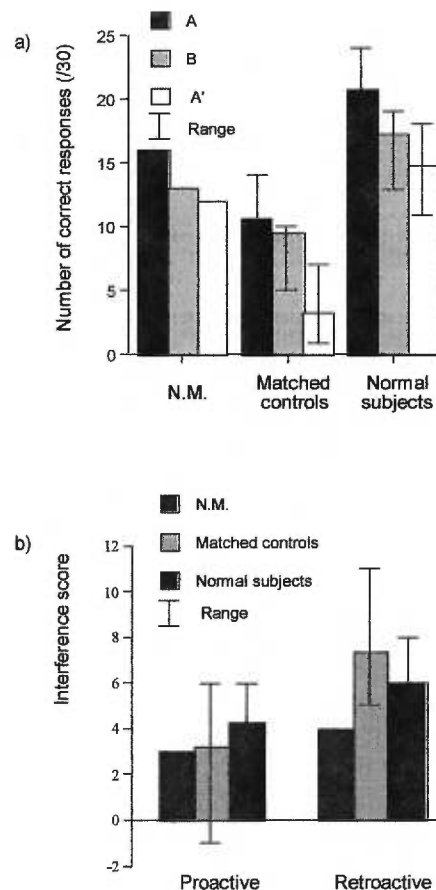 a)
Number of correct responses (/30)
A
B
A'
Range
25
20
15
10
5
0
N.M.
Matched controls
Normal subjects
b)
Interference score
N.M.
Matched controls
Normal subjects
Range
12
10
8
6
4
2
0
-2
Proactive
Retroactive